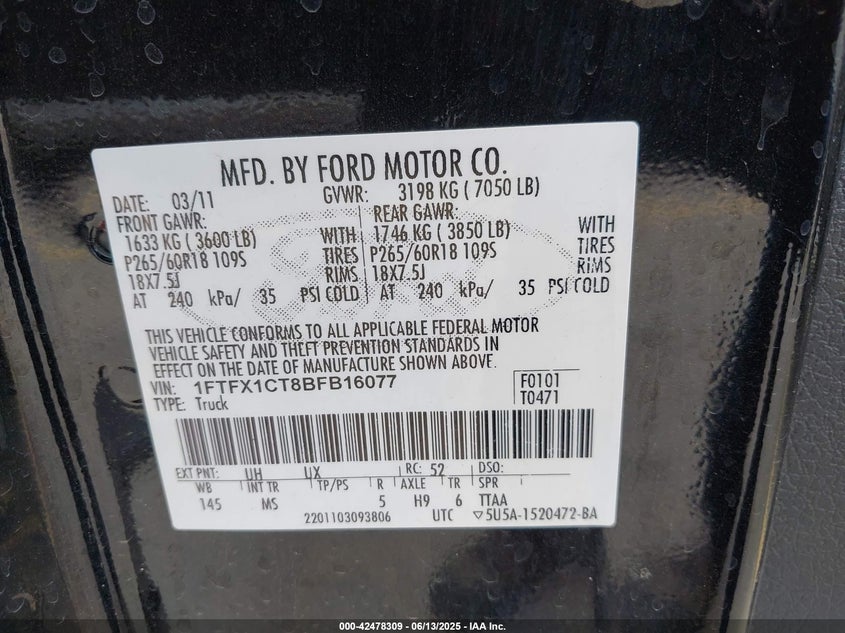 MFD. BY FORD MOTOR CO.
DATE: 03/11 GVWR: 3198 KG ( 7050 LB)
FRONT GAWR: REAR GAWR:
1633 KG ( 3600 LB) WITH 1746 KG ( 3850 LB) WITH
P265/60R18 109S TIRES P265/60R18 109S TIRES
18X7.5J RIMS 18X7.5J RIMS
AT 240 kPa/ 35 PSI COLD AT 240 kPa/ 35 PSI COLD
THIS VEHICLE CONFORMS TO ALL APPLICABLE FEDERAL MOTOR
VEHICLE SAFETY AND THEFT PREVENTION STANDARDS IN
EFFECT ON THE DATE OF MANUFACTURE SHOWN ABOVE.
VIN: 1FTFX1CT8BFB16077 F0101
TYPE: Truck T0471
EXT PNT: UH UX RC: 52 DSO:
WB INT TR TP/PS R AXLE TR SPR
145 MS 5 H9 6 TTAA
2201103093806 UTC ▽5U5A-1520472-BA
000-42478309 - 06/13/2025 - IAA Inc.